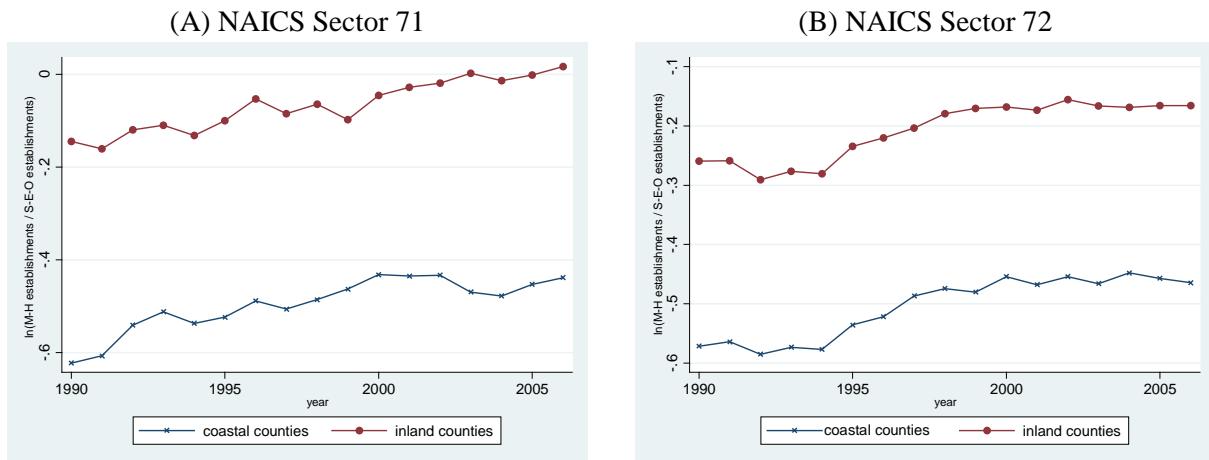 (A) NAICS Sector 71
ln(M-H establishments / S-E-O establishments)
0
-.2
-.4
-.6
1990
1995
2000
2005
year
coastal counties
inland counties
(B) NAICS Sector 72
ln(M-H establishments / S-E-O establishments)
-.1
-.2
-.3
-.4
-.5
-.6
1990
1995
2000
2005
year
coastal counties
inland counties